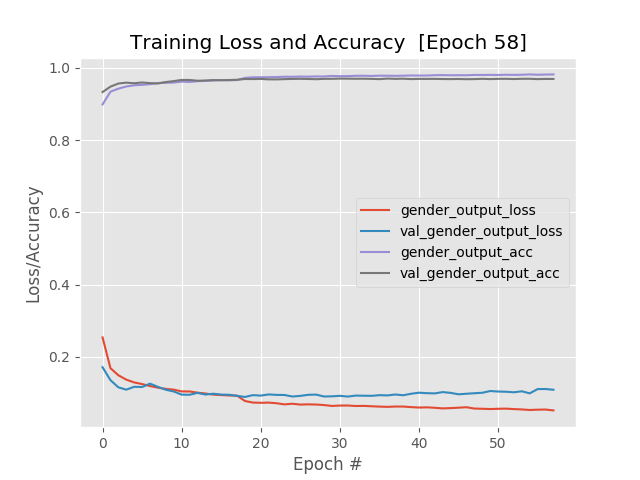 Training Loss and Accuracy [Epoch 58]
1.0
0.8
0.6
0.4
0.2
Loss/Accuracy
gender_output_loss
val_gender_output_loss
gender_output_acc
val_gender_output_acc
0 10 20 30 40 50
Epoch #